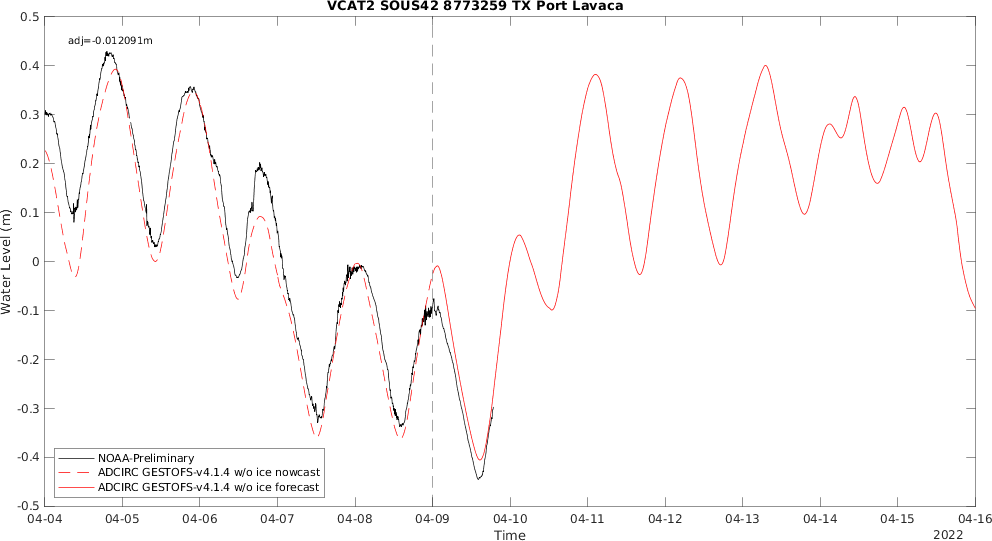 VCAT2 SOUS42 8773259 TX Port Lavaca
adj=-0.012091m
0.5
0.4
0.3
0.2
0.1
0
-0.1
-0.2
-0.3
-0.4
-0.5
Water Level (m)
NOAA-Preliminary
ADCIRC GESTOFS-v4.1.4 w/o ice nowcast
ADCIRC GESTOFS-v4.1.4 w/o ice forecast
04-04 04-05 04-06 04-07 04-08 04-09 04-10 04-11 04-12 04-13 04-14 04-15 04-16
Time
2022